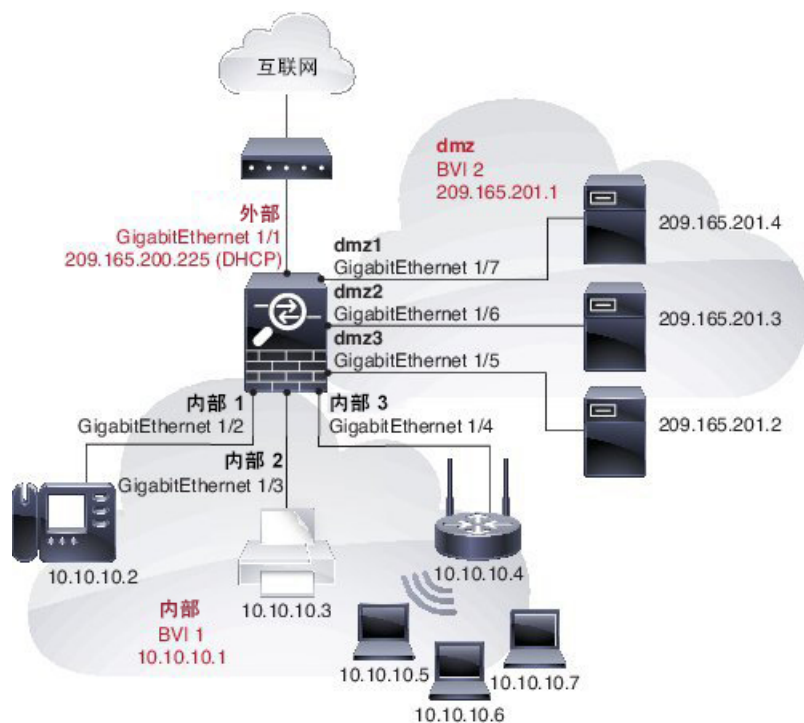 互联网
dmz
BVI 2
209.165.201.1
外部
GigabitEthernet 1/1
209.165.200.225 (DHCP)
dmz1
GigabitEthernet 1/7
209.165.201.4
dmz2
GigabitEthernet 1/6
209.165.201.3
dmz3
GigabitEthernet 1/5
209.165.201.2
内部 1
GigabitEthernet 1/2
内部 3
GigabitEthernet 1/4
内部 2
GigabitEthernet 1/3
10.10.10.2
10.10.10.3
10.10.10.4
内部
BVI 1
10.10.10.1
10.10.10.5
10.10.10.6
10.10.10.7